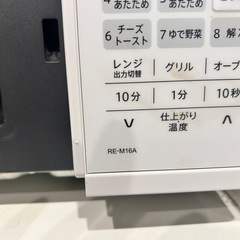 4
あたため
5
あたため
6 チーズ
トースト
7 ゆで野菜
8 解
レンジ
出力切替
グリル
オーブ
10分
1分
10秒
仕上がり
温度
RE-M16A